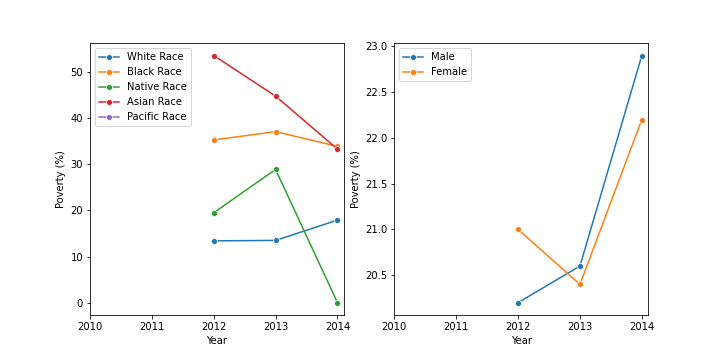 White Race
Black Race
Native Race
Asian Race
Pacific Race
50
40
30
20
10
0
Poverty (%)
2010 2011 2012 2013 2014
Year
Male
Female
23.0
22.5
22.0
21.5
21.0
20.5
Poverty (%)
2010 2011 2012 2013 2014
Year